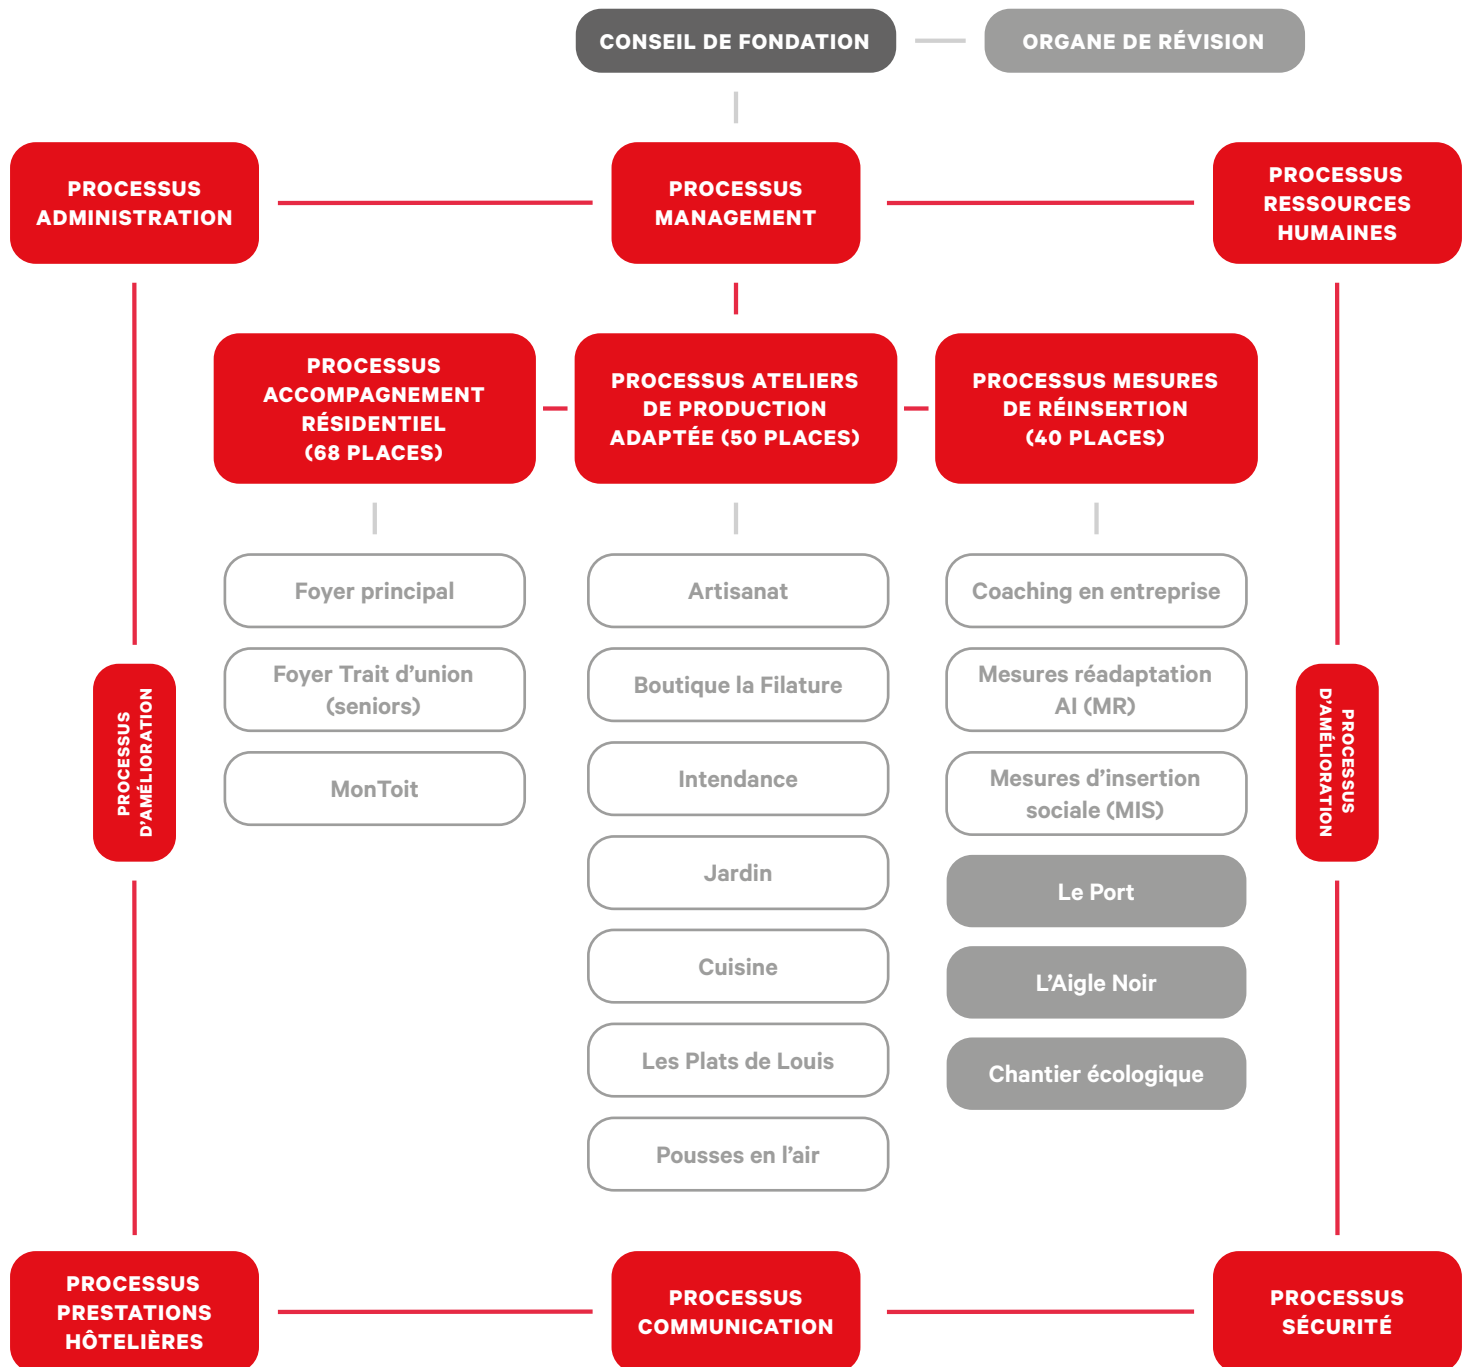 CONSEIL DE FONDATION
ORGANE DE RÉVISION
PROCESSUS
ADMINISTRATION
PROCESSUS
MANAGEMENT
PROCESSUS
RESSOURCES
HUMAINES
PROCESSUS
ACCOMPAGNEMENT
RÉSIDENTIEL
(68 PLACES)
PROCESSUS ATELIERS
DE PRODUCTION
ADAPTÉE (50 PLACES)
PROCESSUS MESURES
DE RÉINSERTION
(40 PLACES)
Foyer principal
Foyer Trait d’union
(seniors)
MonToit
Artisanat
Boutique la Filature
Intendance
Jardin
Cuisine
Les Plats de Louis
Pousses en l’air
Coaching en entreprise
Mesures réadaptation
AI (MR)
Mesures d’insertion
sociale (MIS)
Le Port
L’Aigle Noir
Chantier écologique
PROCESSUS
D’AMÉLIORATION
PROCESSUS
D’AMÉLIORATION
PROCESSUS
PRESTATIONS
HÔTELIÈRES
PROCESSUS
COMMUNICATION
PROCESSUS
SÉCURITÉ